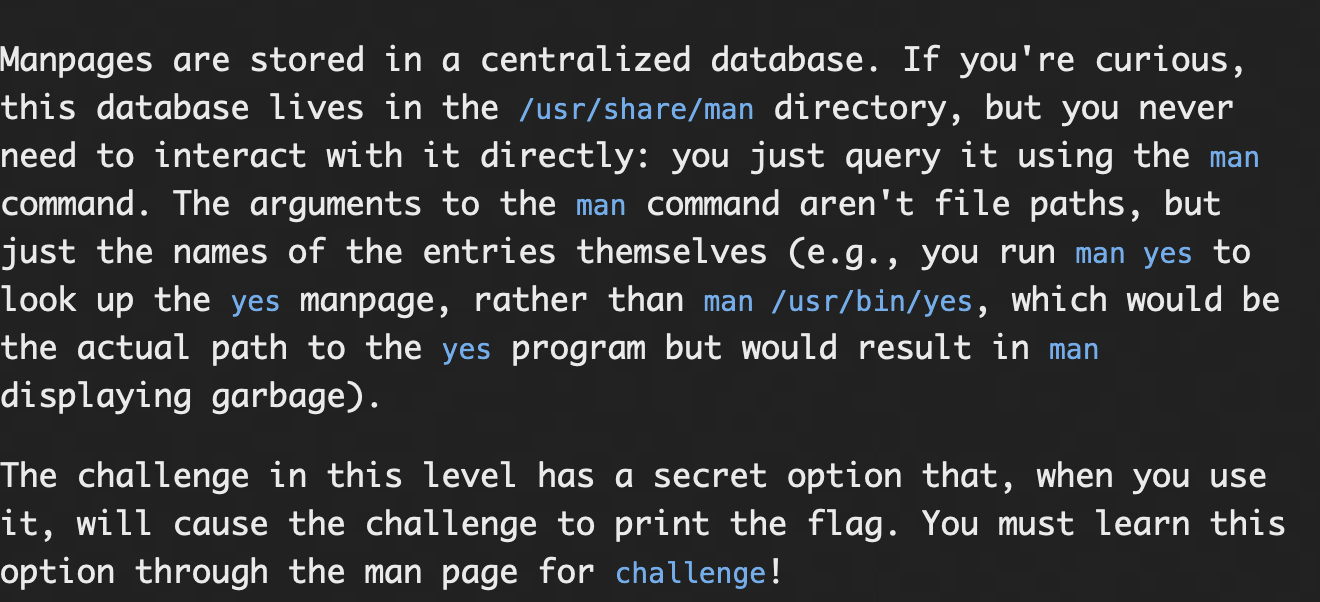 Manpages are stored in a centralized database. If you're curious,
this database lives in the /usr/share/man directory, but you never
need to interact with it directly: you just query it using the man
command. The arguments to the man command aren't file paths, but
just the names of the entries themselves (e.g., you run man yes to
look up the yes manpage, rather than man /usr/bin/yes, which would be
the actual path to the yes program but would result in man
displaying garbage).
The challenge in this level has a secret option that, when you use
it, will cause the challenge to print the flag. You must learn this
option through the man page for challenge!